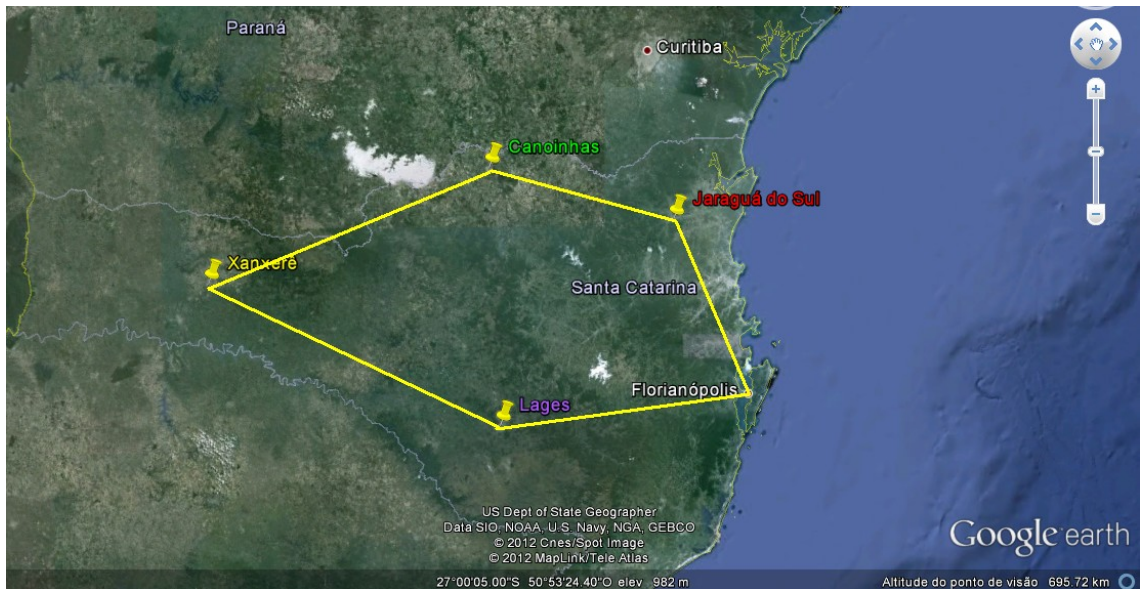 Paraná
Curitiba
Canoinhas
Jaraguá do Sul
Xanxerê
Santa Catarina
Florianópolis
Lages
US Dept of State Geographer
Data SIO, NOAA, U.S. Navy, NGA, GEBCO
© 2012 Cnes/Spot Image
© 2012 MapLink/Tele Atlas
Google earth
27°00'05.00"S 50°53'24.40"O elev 982 m
Altitude do ponto de visão 695.72 km